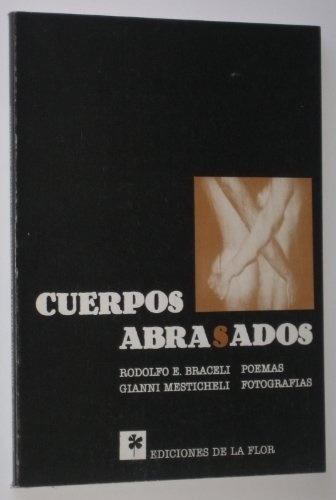 CUERPOS
ABRASADOS
RODOLFO E. BRACELI POEMAS
GIANNI MESTICHELI FOTOGRAFIAS
EDICIONES DE LA FLOR